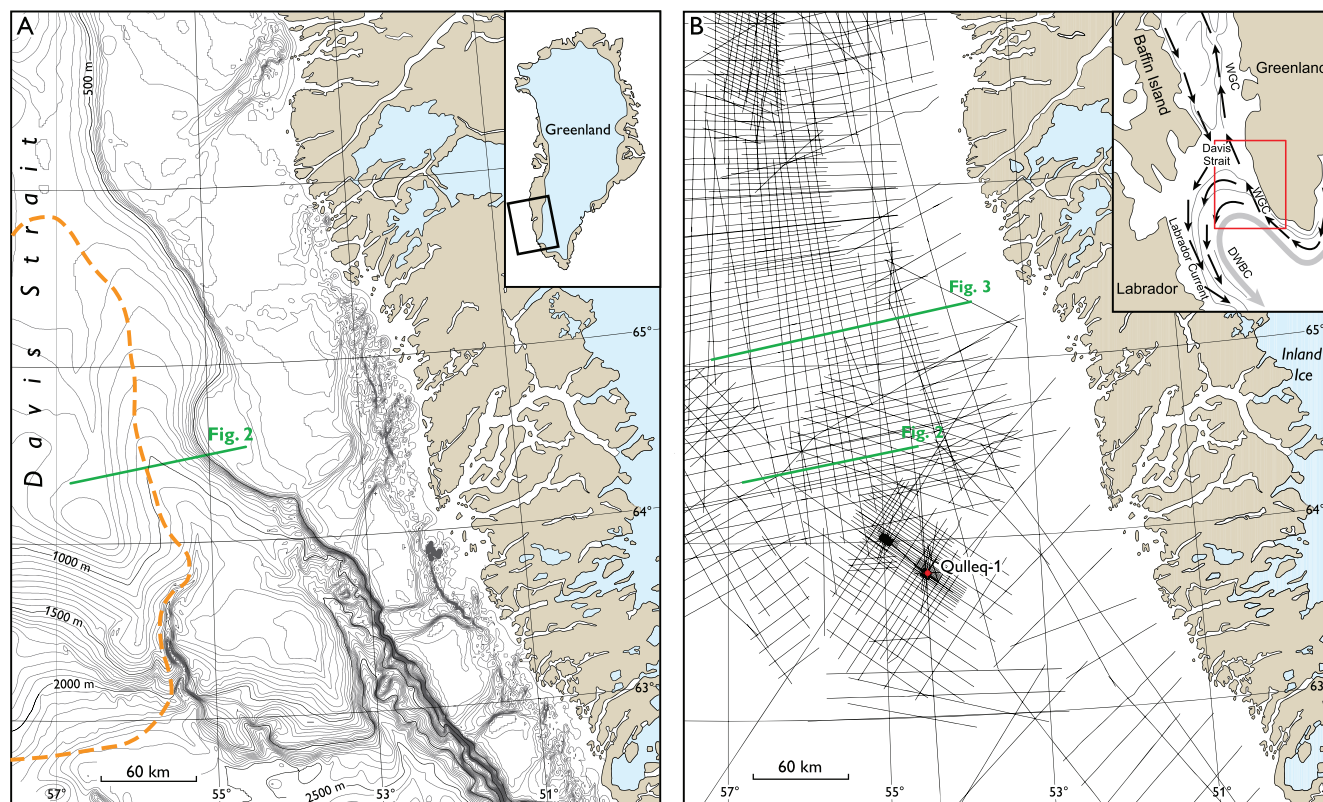 A
500 m
Davis Strait
Greenland
65°
Fig. 2
64°
1000 m
1500 m
2000 m
63°
60 km
2500 m
57°
55°
53°
51°
B
Baffin Island
WGC
Greenland
Davis
Strait
WGC
Labrador Current
DWBC
Labrador
Fig. 3
65°
Inland
Ice
Fig. 2
64°
Qulleq-1
63°
60 km
57°
55°
53°
51°